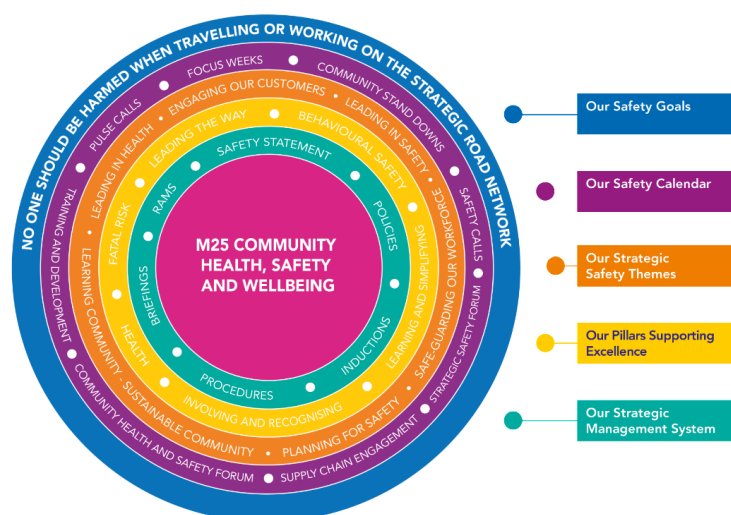 NO ONE SHOULD BE HARMED WHEN TRAVELLING OR WORKING ON THE STRATEGIC ROAD NETWORK
TRAINING AND DEVELOPMENT
PULSE CALLS
FOCUS WEEKS
COMMUNITY STAND DOWNS
SAFETY CALLS
STRATEGIC SAFETY FORUM
SUPPLY CHAIN ENGAGEMENT
COMMUNITY HEALTH AND SAFETY FORUM
LEADING IN HEALTH
ENGAGING OUR CUSTOMERS
LEADING IN SAFETY
SAFE-GUARDING OUR WORKFORCE
PLANNING FOR SAFETY
LEARNING COMMUNITY - SUSTAINABLE COMMUNITY
FATAL RISK
LEADING THE WAY
BEHAVIOURAL SAFETY
LEARNING AND SIMPLIFYING
INVOLVING AND RECOGNISING
HEALTH
BRIEFINGS
RAMS
SAFETY STATEMENT
POLICIES
INDUCTIONS
PROCEDURES
M25 COMMUNITY
HEALTH, SAFETY
AND WELLBEING
Our Safety Goals
Our Safety Calendar
Our Strategic
Safety Themes
Our Pillars Supporting
Excellence
Our Strategic
Management System